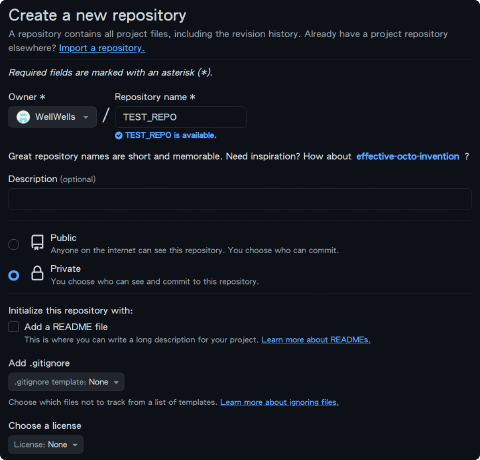 Create a new repository
A repository contains all project files, including the revision history. Already have a project repository
elsewhere? Import a repository.
Required fields are marked with an asterisk (*).
Owner *
Repository name *
WellWells
/
TEST_REPO
TEST_REPO is available.
Great repository names are short and memorable. Need inspiration? How about effective-octo-invention ?
Description (optional)
Public
Anyone on the internet can see this repository. You choose who can commit.
Private
You choose who can see and commit to this repository.
Initialize this repository with:
Add a README file
This is where you can write a long description for your project. Learn more about READMEs.
Add .gitignore
.gitignore template: None
Choose which files not to track from a list of templates. Learn more about ignoring files.
Choose a license
License: None